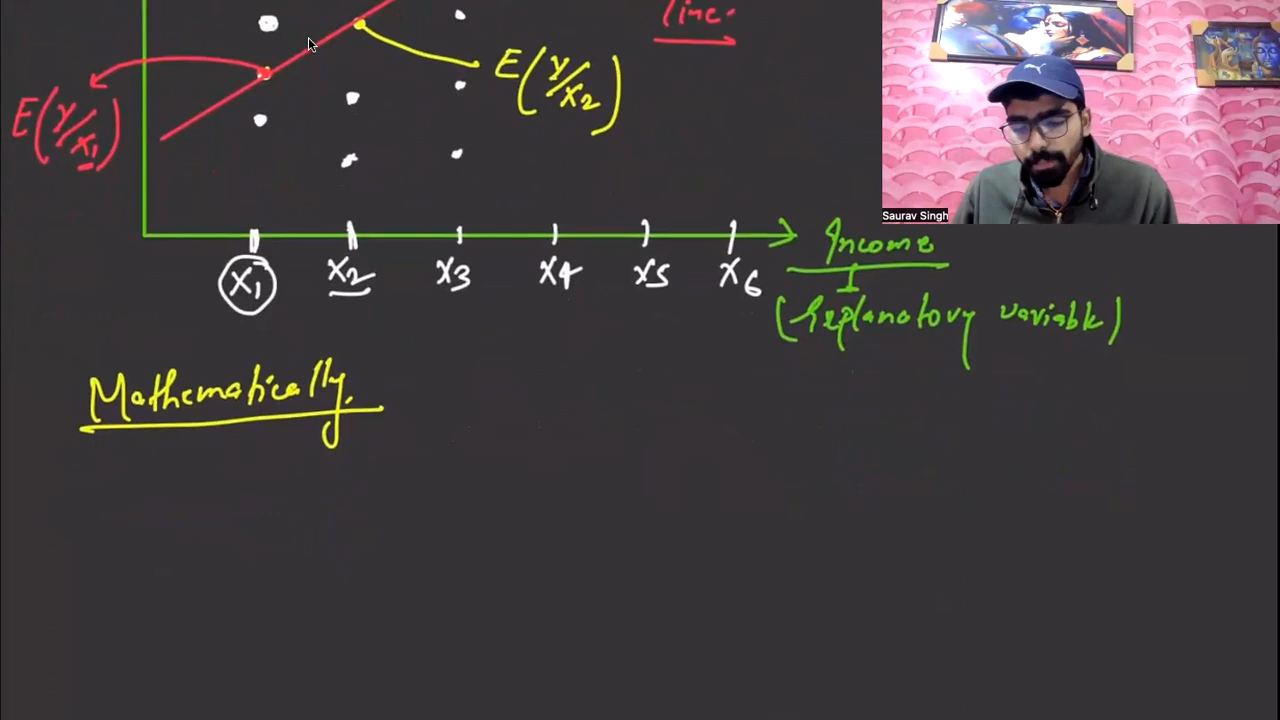 line.
E(Y/X1)
E(Y/X2)
Saurav Singh
X1 X2 X3 X4 X5 X6
Income
(Explanatory variable)
Mathematically.